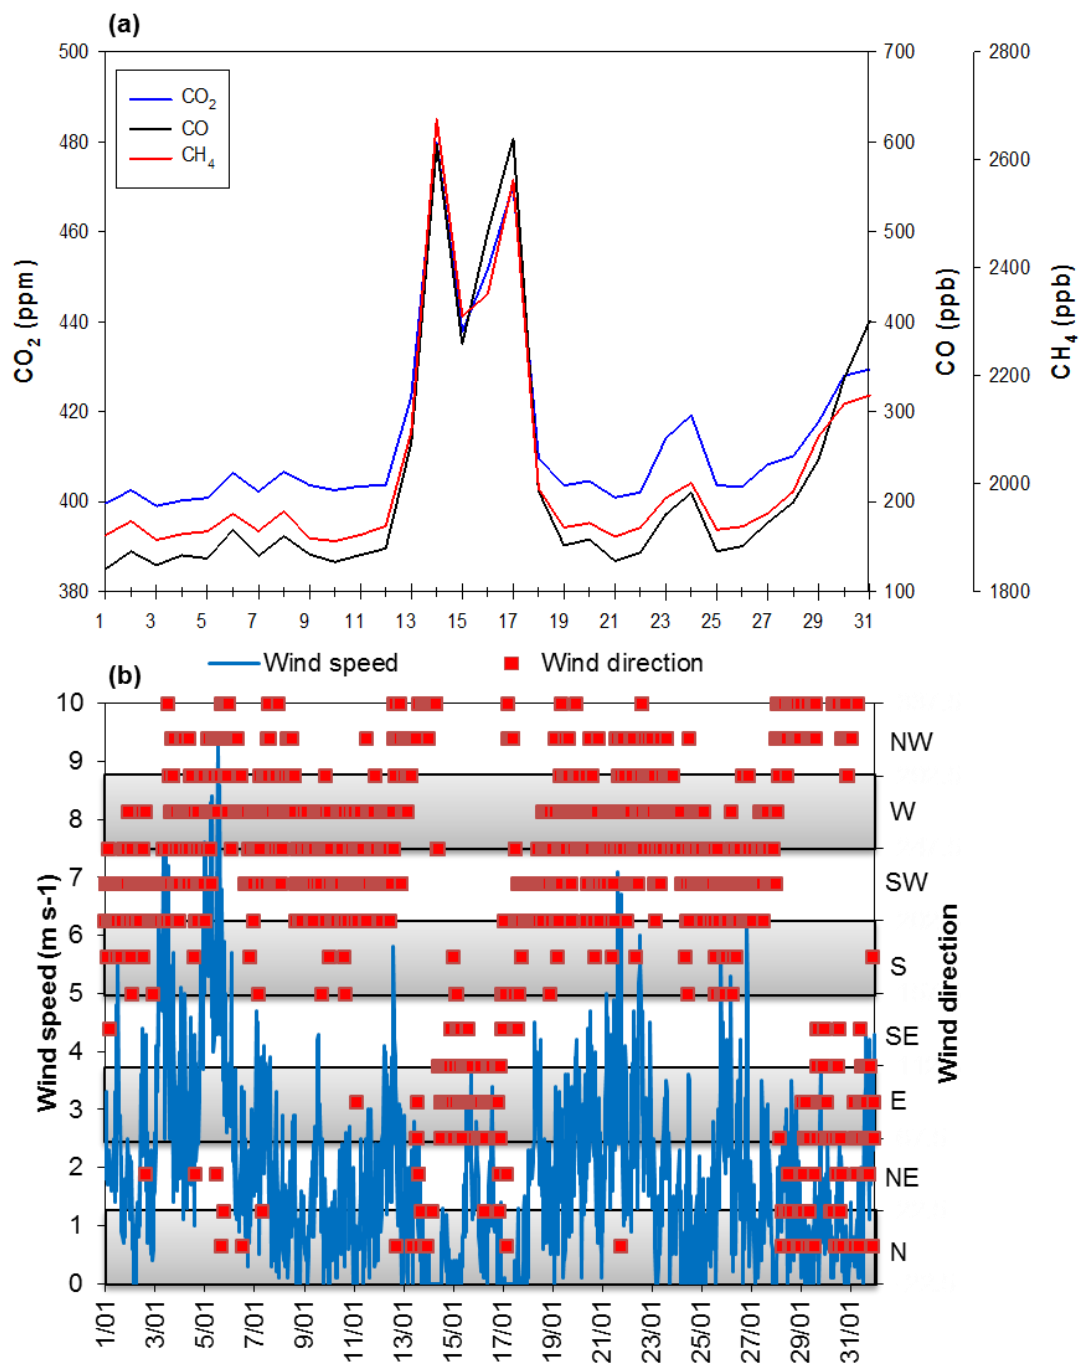 (a)
500
480
460
440
420
400
380
CO2 (ppm)
CO2
CO
CH4
700
600
500
400
300
200
100
CO (ppb)
2800
2600
2400
2200
2000
1800
CH4 (ppb)
1 3 5 7 9 11 13 15 17 19 21 23 25 27 29 31
Wind speed Wind direction
(b)
10
9
8
7
6
5
4
3
2
1
0
Wind speed (m s-1)
NW
W
SW
S
SE
E
NE
N
Wind direction
1/01 3/01 5/01 7/01 9/01 11/01 13/01 15/01 17/01 19/01 21/01 23/01 25/01 27/01 29/01 31/01